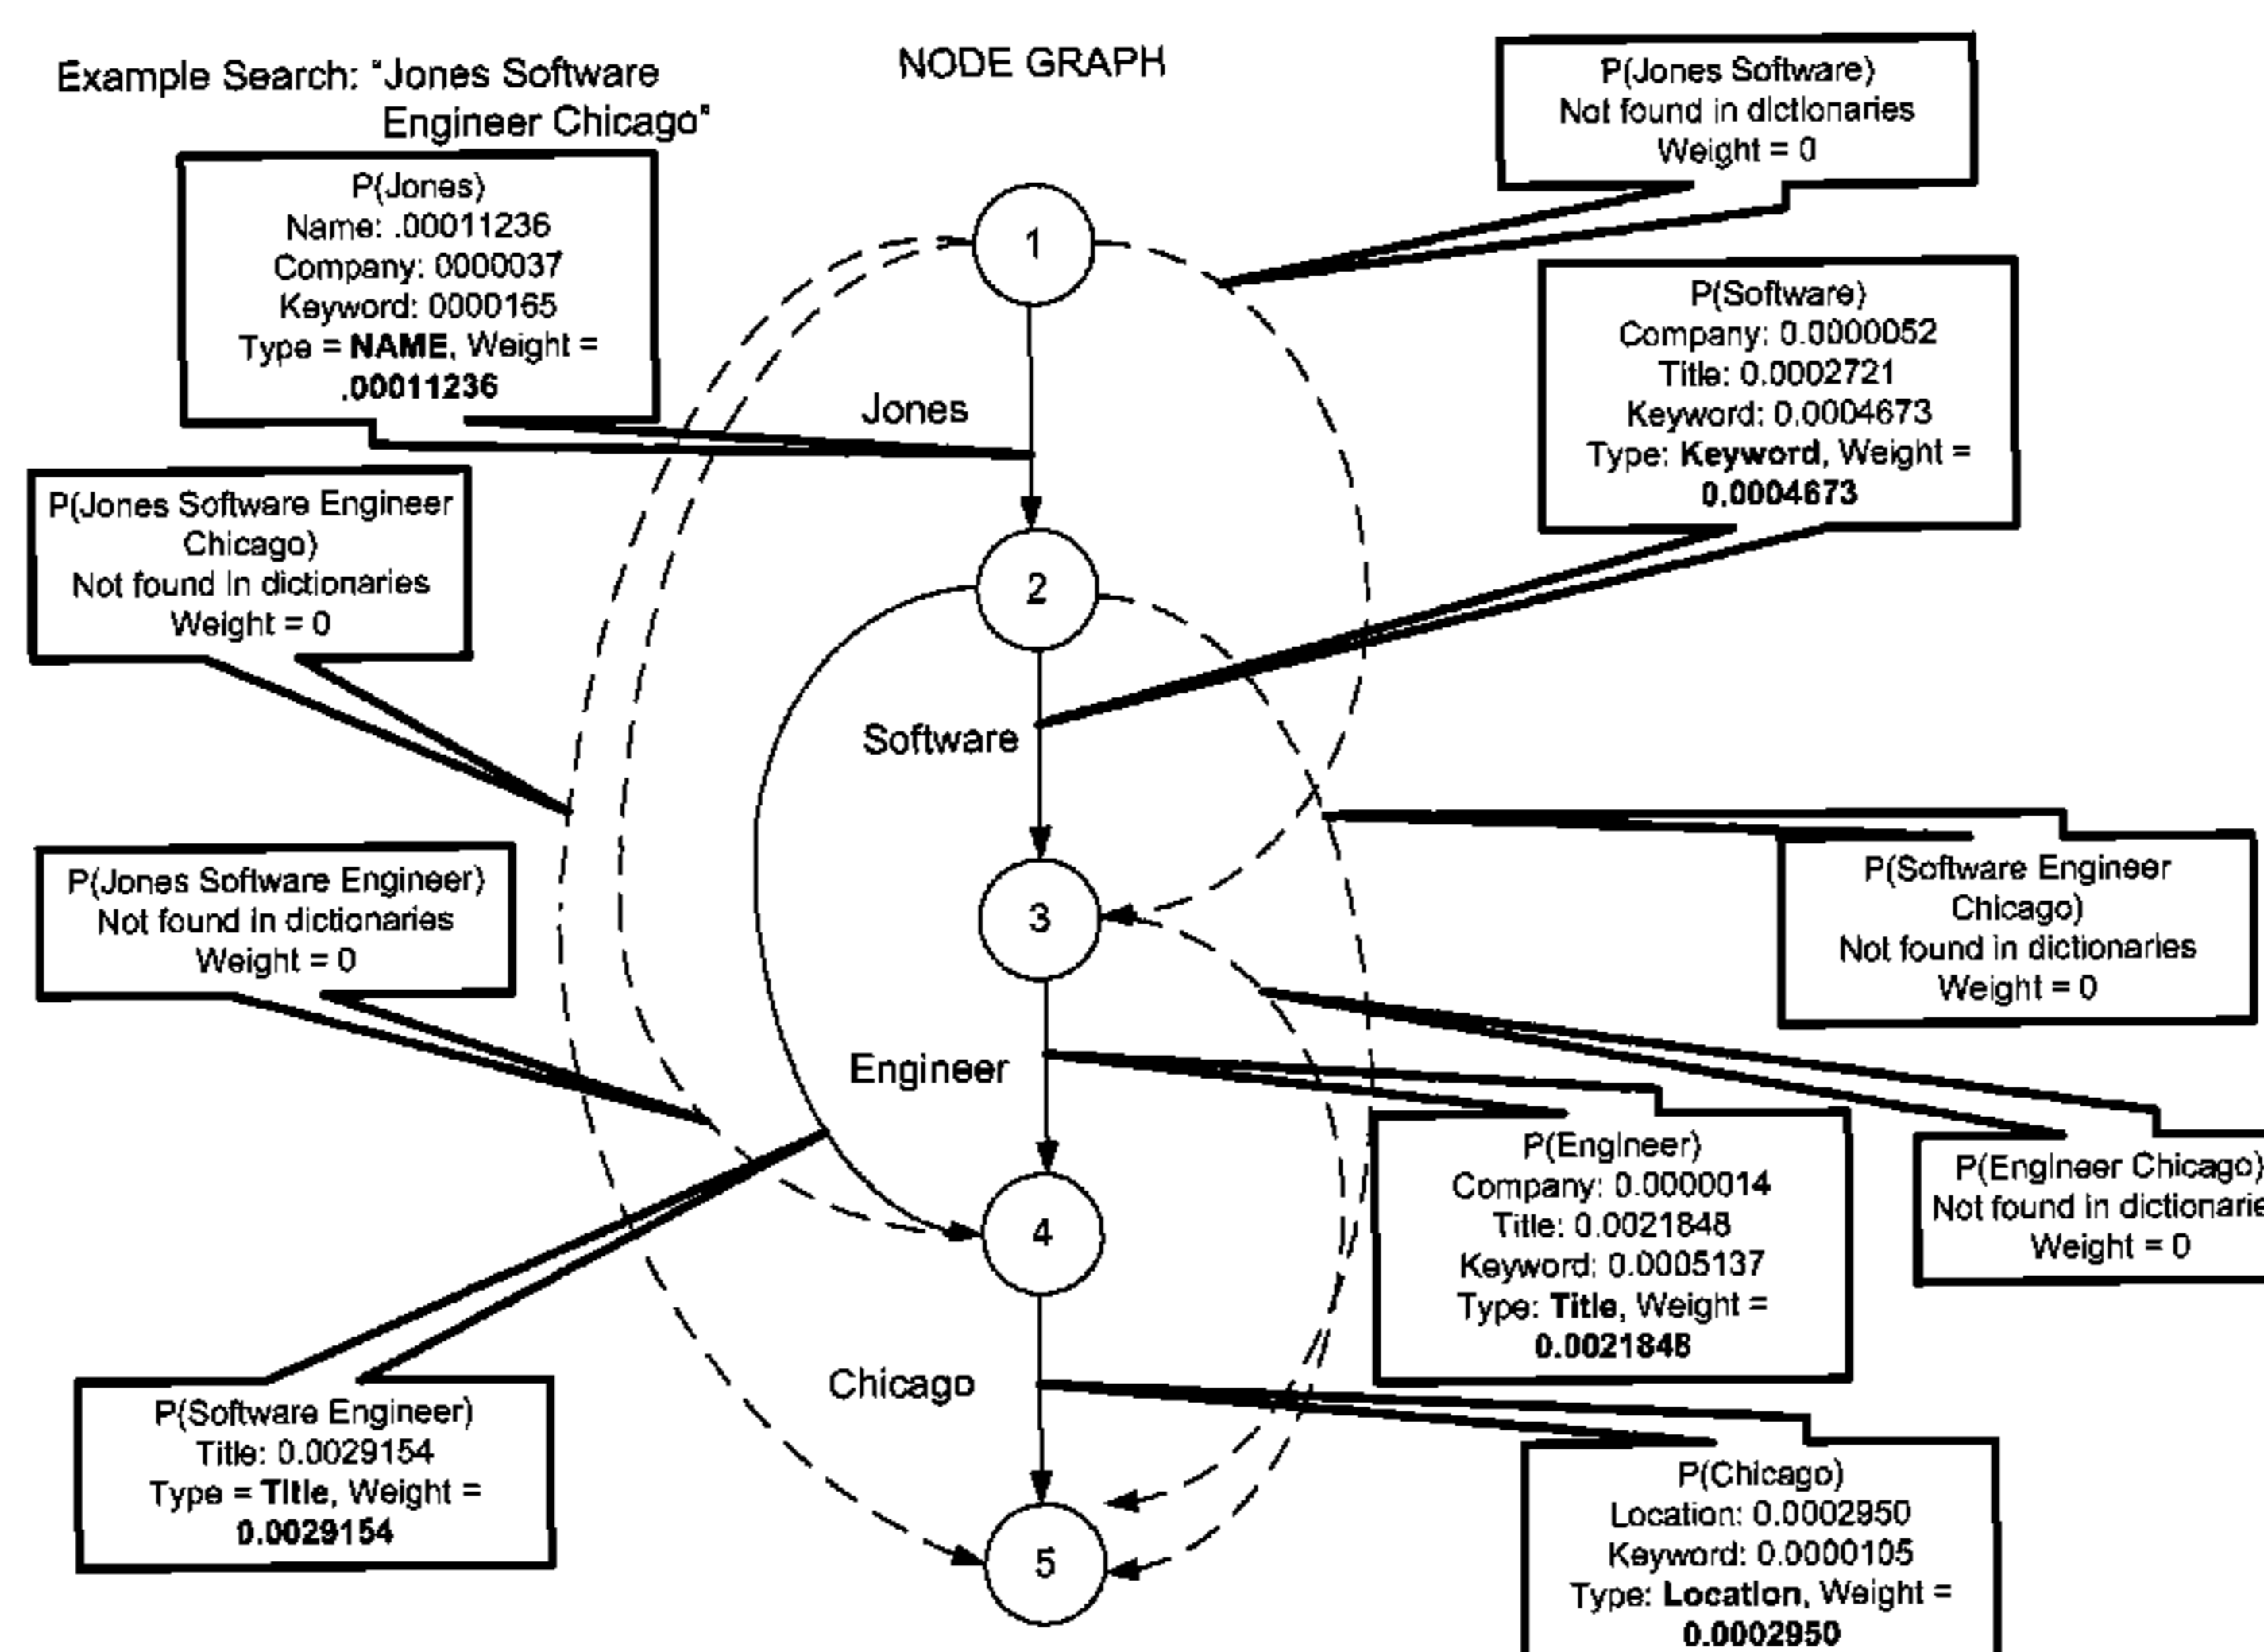 Example Search: "Jones Software
Engineer Chicago"
NODE GRAPH
P(Jones Software)
Not found in dictionaries
Weight = 0
P(Jones)
Name: .00011236
Company: 0000037
Keyword: 0000165
Type = NAME, Weight =
.00011236
1
P(Software)
Company: 0.0000052
Title: 0.0002721
Keyword: 0.0004673
Type: Keyword, Weight =
0.0004673
Jones
P(Jones Software Engineer
Chicago)
Not found in dictionaries
Weight = 0
2
Software
P(Jones Software Engineer)
Not found in dictionaries
Weight = 0
3
P(Software Engineer
Chicago)
Not found in dictionaries
Weight = 0
Engineer
P(Engineer)
Company: 0.0000014
Title: 0.0021848
Keyword: 0.0005137
Type: Title, Weight =
0.0021848
P(Engineer Chicago)
Not found in dictionarie
Weight = 0
4
Chicago
P(Software Engineer)
Title: 0.0029154
Type = Title, Weight =
0.0029154
P(Chicago)
Location: 0.0002950
Keyword: 0.0000105
Type: Location, Weight =
0.0002950
5